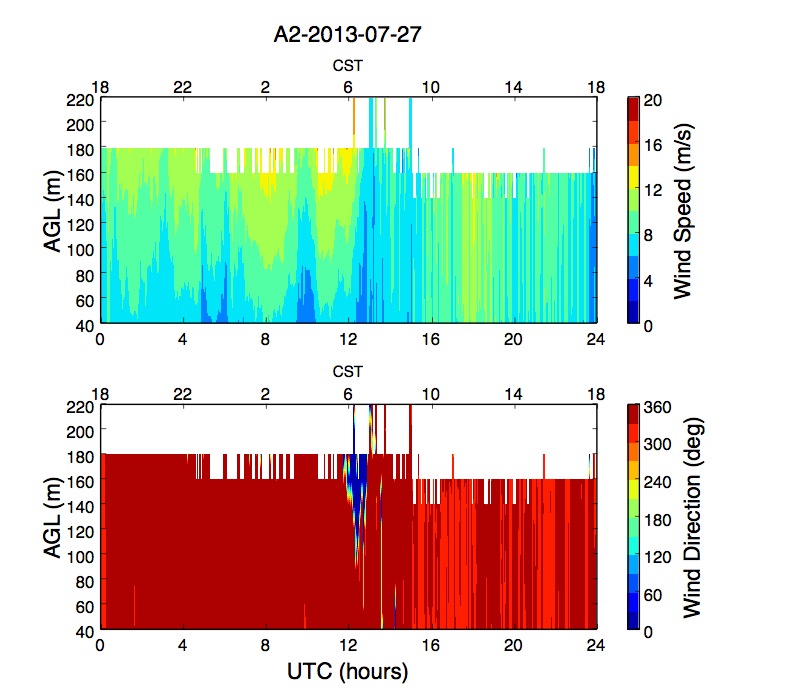 A2-2013-07-27
CST
18 22 2 6 10 14 18
220
200
180
160
140
120
100
80
60
40
AGL (m)
0 4 8 12 16 20 24
20
16
12
8
4
0
Wind Speed (m/s)
CST
18 22 2 6 10 14 18
220
200
180
160
140
120
100
80
60
40
AGL (m)
0 4 8 12 16 20 24
UTC (hours)
360
300
240
180
120
60
0
Wind Direction (deg)